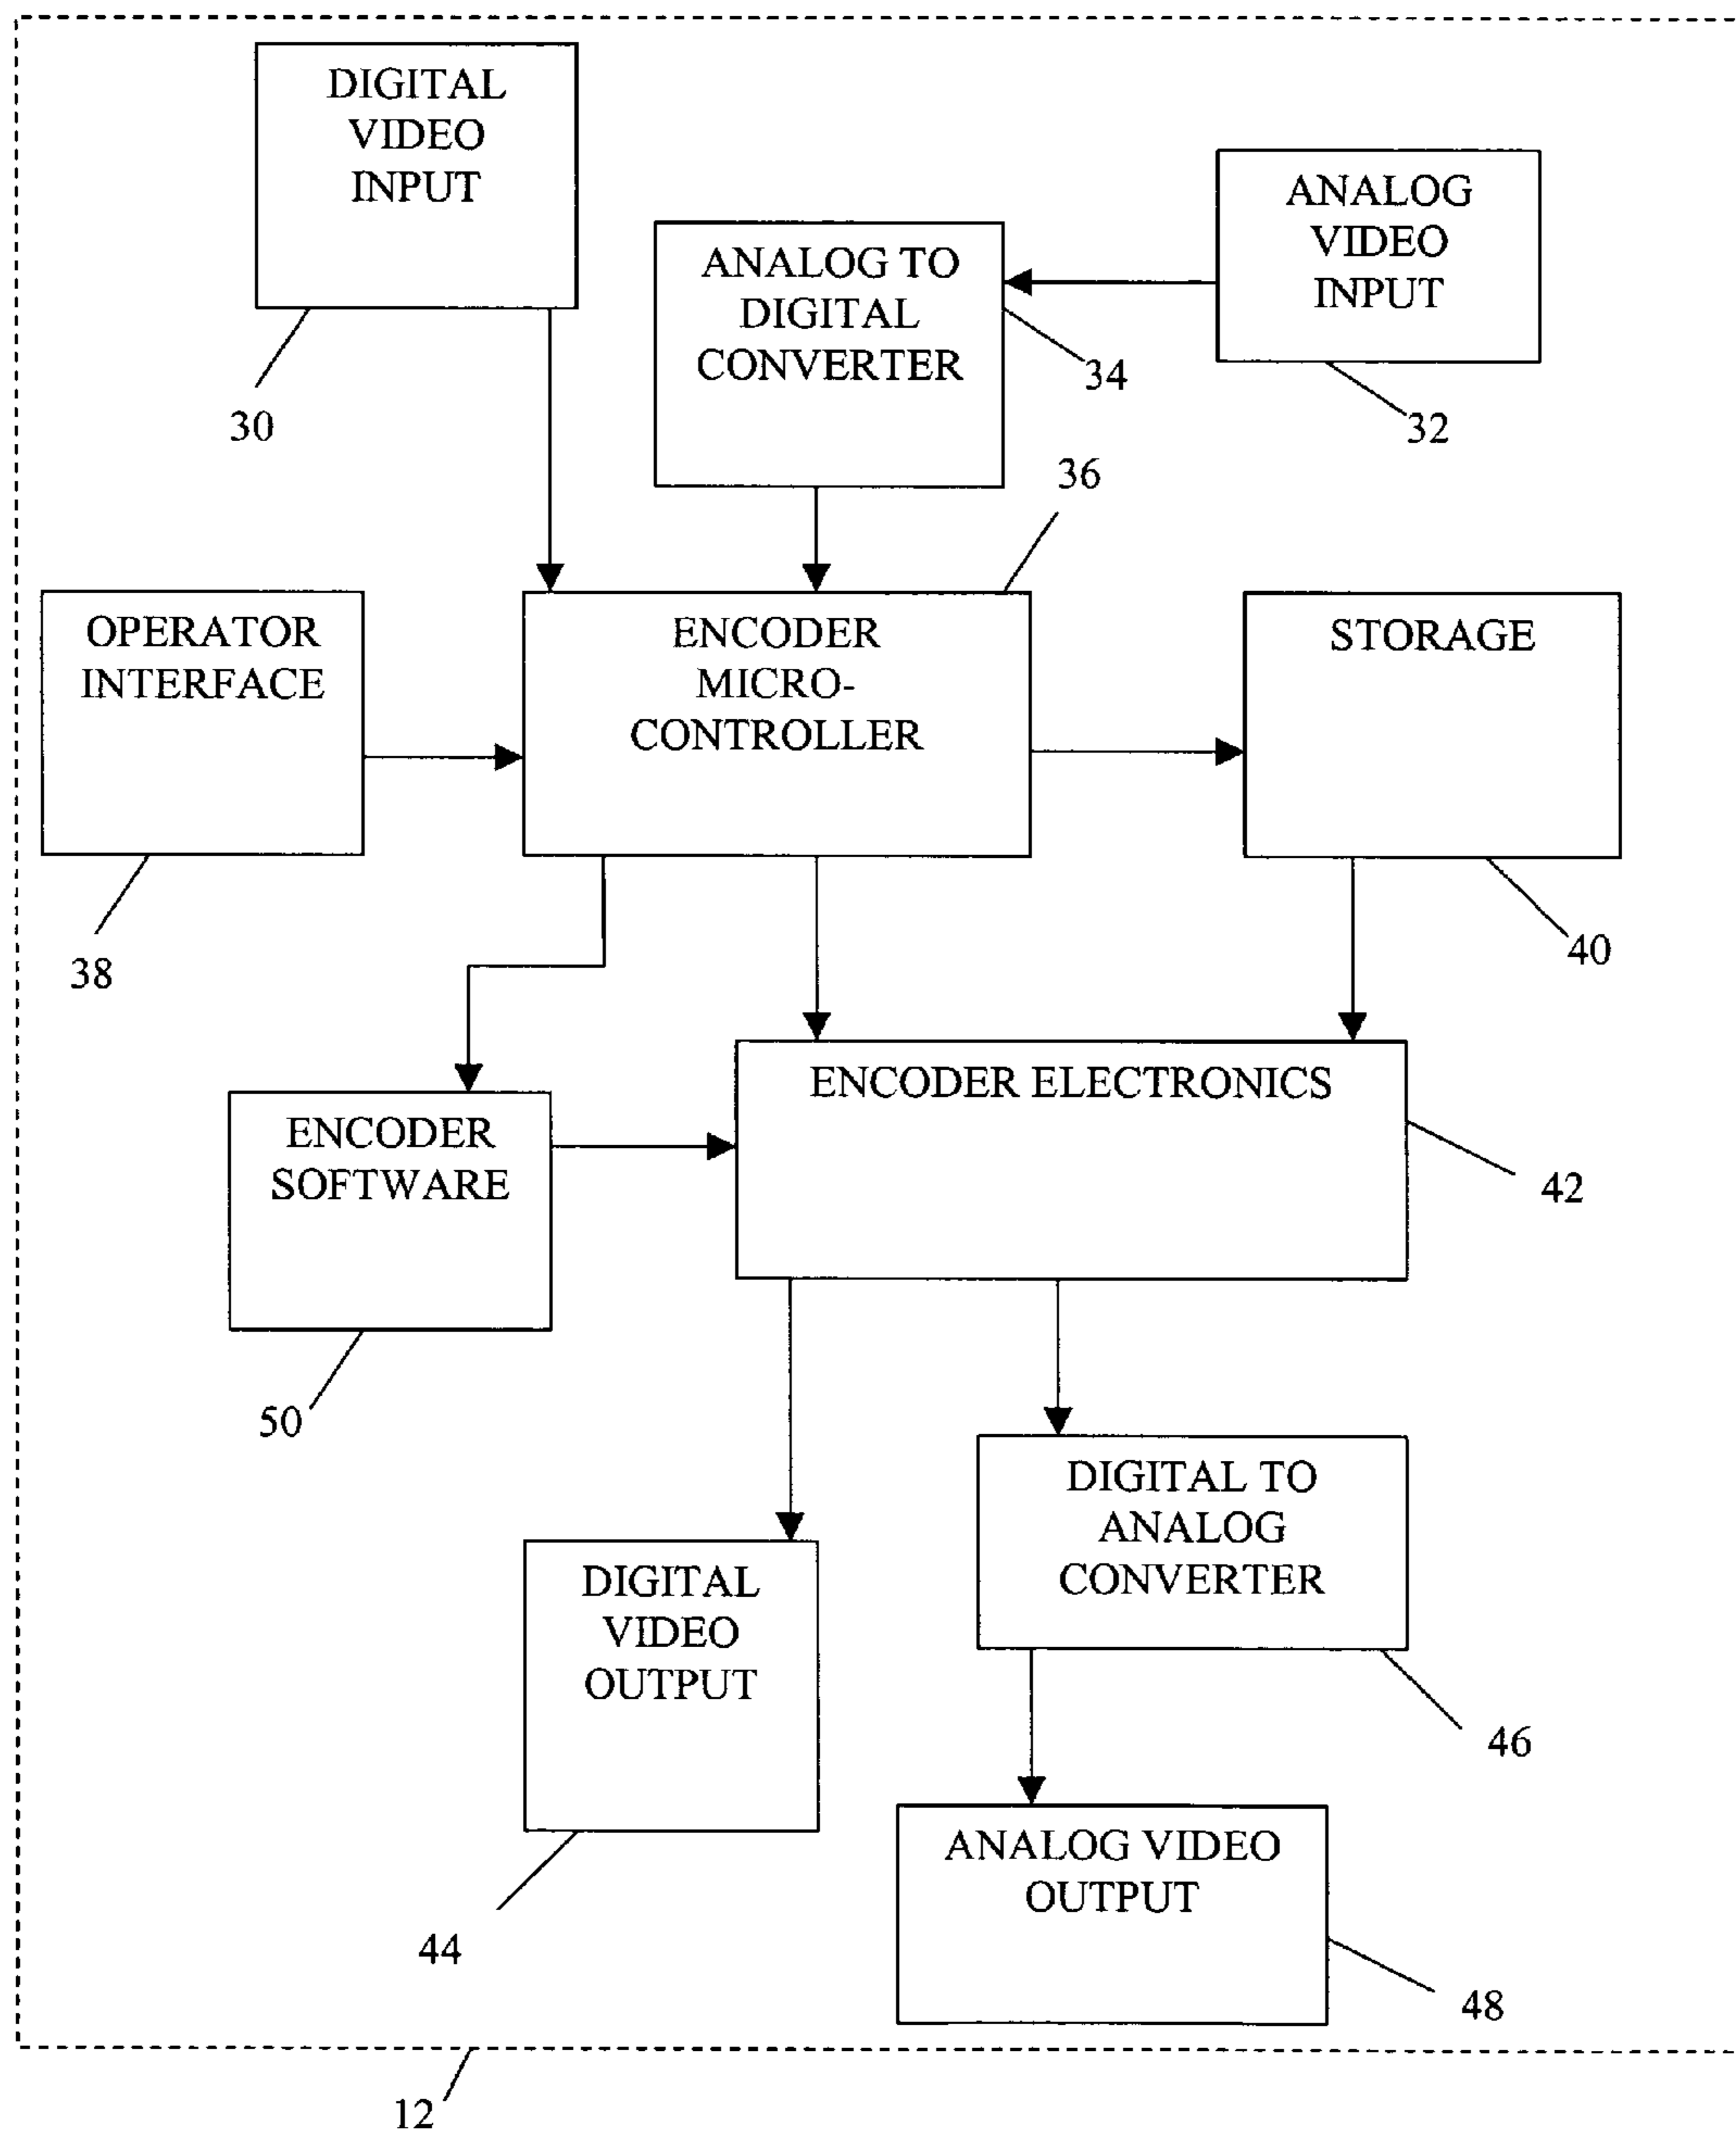 DIGITAL
VIDEO
INPUT
30
ANALOG TO
DIGITAL
CONVERTER
34
ANALOG
VIDEO
INPUT
32
36
OPERATOR
INTERFACE
38
ENCODER
MICRO-
CONTROLLER
STORAGE
40
ENCODER
SOFTWARE
50
ENCODER ELECTRONICS
42
DIGITAL
VIDEO
OUTPUT
44
DIGITAL TO
ANALOG
CONVERTER
46
ANALOG VIDEO
OUTPUT
48
12